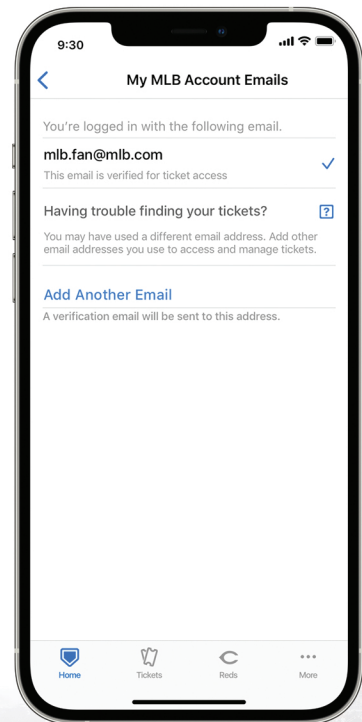 9:30
My MLB Account Emails
You're logged in with the following email.
mlb.fan@mlb.com
This email is verified for ticket access
Having trouble finding your tickets?
?
You may have used a different email address. Add other
email addresses you use to access and manage tickets.
Add Another Email
A verification email will be sent to this address.
Home Tickets Reds More